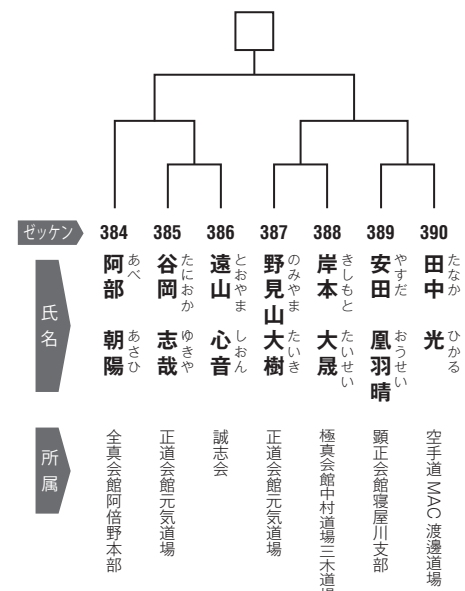 ゼッケン 384 385 386 387 388 389 390
氏名
阿部 朝陽
あべ あさひ
谷岡 志哉
たにおか ゆきや
遠山 心音
とおやま しおん
野見山 大樹
のみやま たいき
岸本 大晟
きしもと たいせい
安田 凰羽晴
やすだ おうせい
田中 光
たなか ひかる
所属
全真会館阿倍野本部
正道会館元気道場
誠志会
正道会館元気道場
極真会館中村道場三木道場
顕正会館寝屋川支部
空手道 MAC 渡邊道場